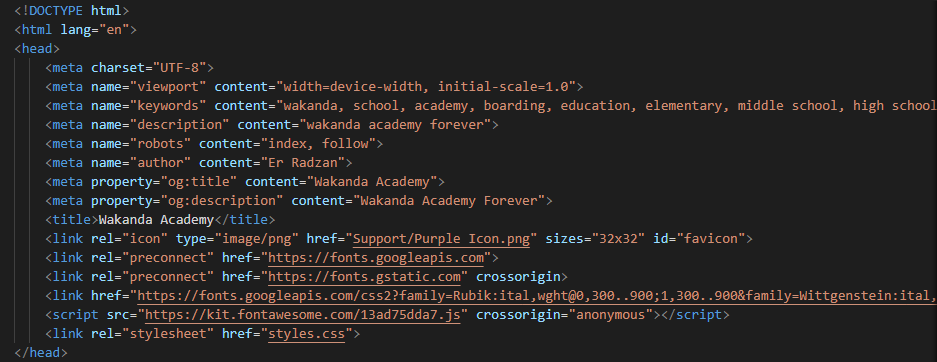 <!DOCTYPE html>
<html lang="en">
<head>
<meta charset="UTF-8">
<meta name="viewport" content="width=device-width, initial-scale=1.0">
<meta name="keywords" content="wakanda, school, academy, boarding, education, elementary, middle school, high school
<meta name="description" content="wakanda academy forever">
<meta name="robots" content="index, follow">
<meta name="author" content="Er Radzan">
<meta property="og:title" content="Wakanda Academy">
<meta property="og:description" content="Wakanda Academy Forever">
<title>Wakanda Academy</title>
<link rel="icon" type="image/png" href="Support/Purple Icon.png" sizes="32x32" id="favicon">
<link rel="preconnect" href="https://fonts.googleapis.com">
<link rel="preconnect" href="https://fonts.gstatic.com" crossorigin>
<link href="https://fonts.googleapis.com/css2?family=Rubik:ital,wght@0,300..900;1,300..900&family=Wittgenstein:ital,
<script src="https://kit.fontawesome.com/13ad75dda7.js" crossorigin="anonymous"></script>
<link rel="stylesheet" href="styles.css">
</head>